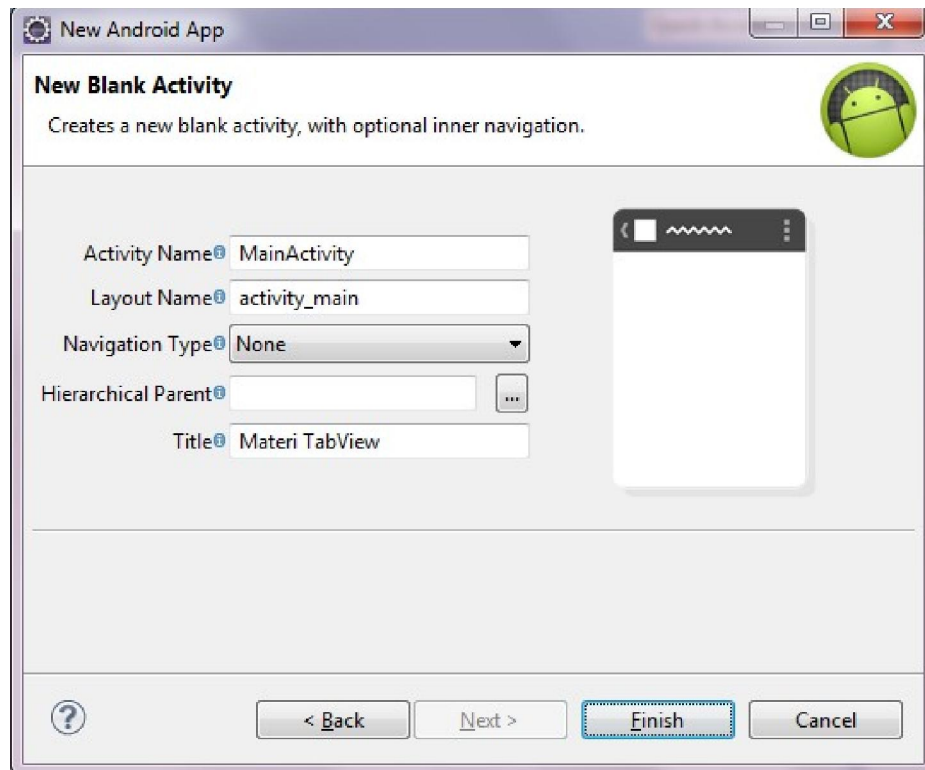 New Android App
New Blank Activity
Creates a new blank activity, with optional inner navigation.
Activity Name MainActivity
Layout Name activity_main
Navigation Type None
Hierarchical Parent ...
Title Materi TabView
< Back Next > Finish Cancel